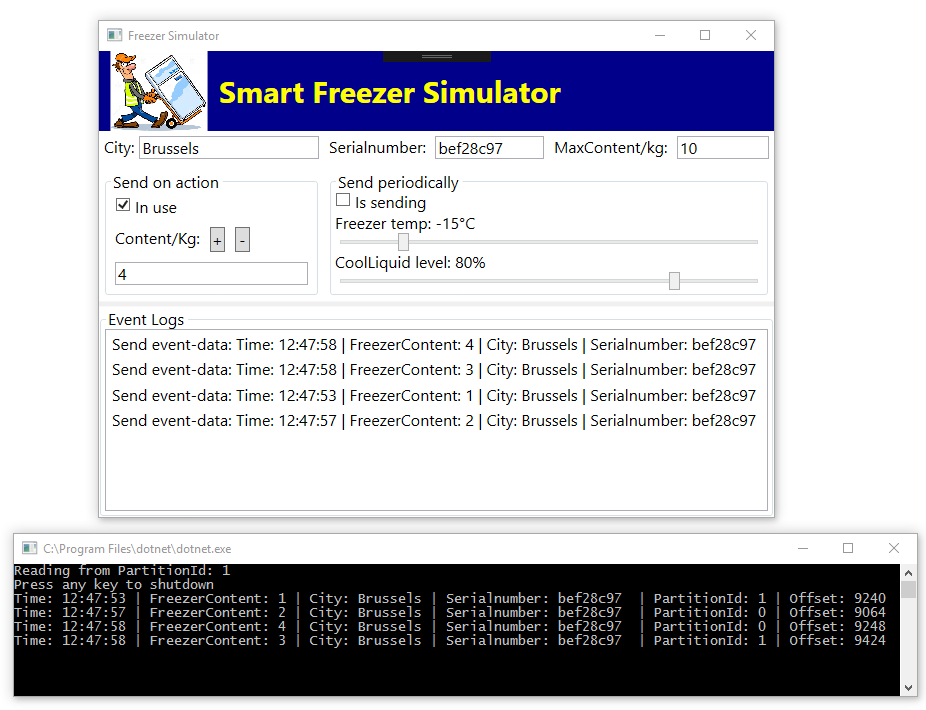 Freezer Simulator
Smart Freezer Simulator
City: Brussels Serialnumber: bef28c97 MaxContent/kg: 10
Send on action
In use
Content/Kg: + -
4
Send periodically
Is sending
Freezer temp: -15°C
CoolLiquid level: 80%
Event Logs
Send event-data: Time: 12:47:58 | FreezerContent: 4 | City: Brussels | Serialnumber: bef28c97
Send event-data: Time: 12:47:58 | FreezerContent: 3 | City: Brussels | Serialnumber: bef28c97
Send event-data: Time: 12:47:53 | FreezerContent: 1 | City: Brussels | Serialnumber: bef28c97
Send event-data: Time: 12:47:57 | FreezerContent: 2 | City: Brussels | Serialnumber: bef28c97
C:\Program Files\dotnet\dotnet.exe
Reading from PartitionId: 1
Press any key to shutdown
Time: 12:47:53 | FreezerContent: 1 | City: Brussels | Serialnumber: bef28c97 | PartitionId: 1 | Offset: 9240
Time: 12:47:57 | FreezerContent: 2 | City: Brussels | Serialnumber: bef28c97 | PartitionId: 0 | Offset: 9064
Time: 12:47:58 | FreezerContent: 4 | City: Brussels | Serialnumber: bef28c97 | PartitionId: 0 | Offset: 9248
Time: 12:47:58 | FreezerContent: 3 | City: Brussels | Serialnumber: bef28c97 | PartitionId: 1 | Offset: 9424